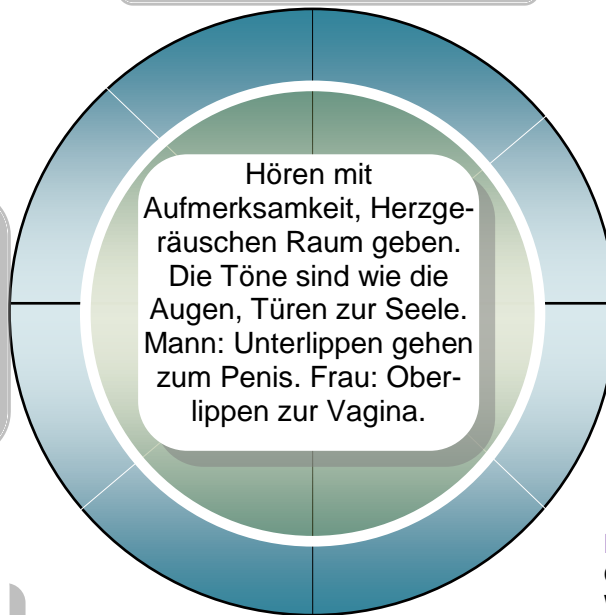 Hören mit
Aufmerksamkeit, Herzge-
räuschen Raum geben.
Die Töne sind wie die
Augen, Türen zur Seele.
Mann: Unterlippen gehen
zum Penis. Frau: Ober-
lippen zur Vagina.